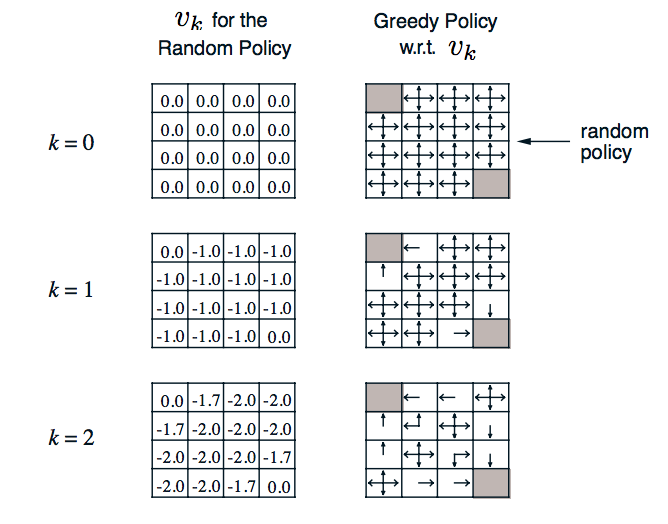 vk for the
Random Policy
Greedy Policy
w.r.t. vk
k = 0
0.0 0.0 0.0 0.0
0.0 0.0 0.0 0.0
0.0 0.0 0.0 0.0
0.0 0.0 0.0 0.0
random
policy
k = 1
0.0 -1.0 -1.0 -1.0
-1.0 -1.0 -1.0 -1.0
-1.0 -1.0 -1.0 -1.0
-1.0 -1.0 -1.0 0.0
k = 2
0.0 -1.7 -2.0 -2.0
-1.7 -2.0 -2.0 -2.0
-2.0 -2.0 -2.0 -1.7
-2.0 -2.0 -1.7 0.0